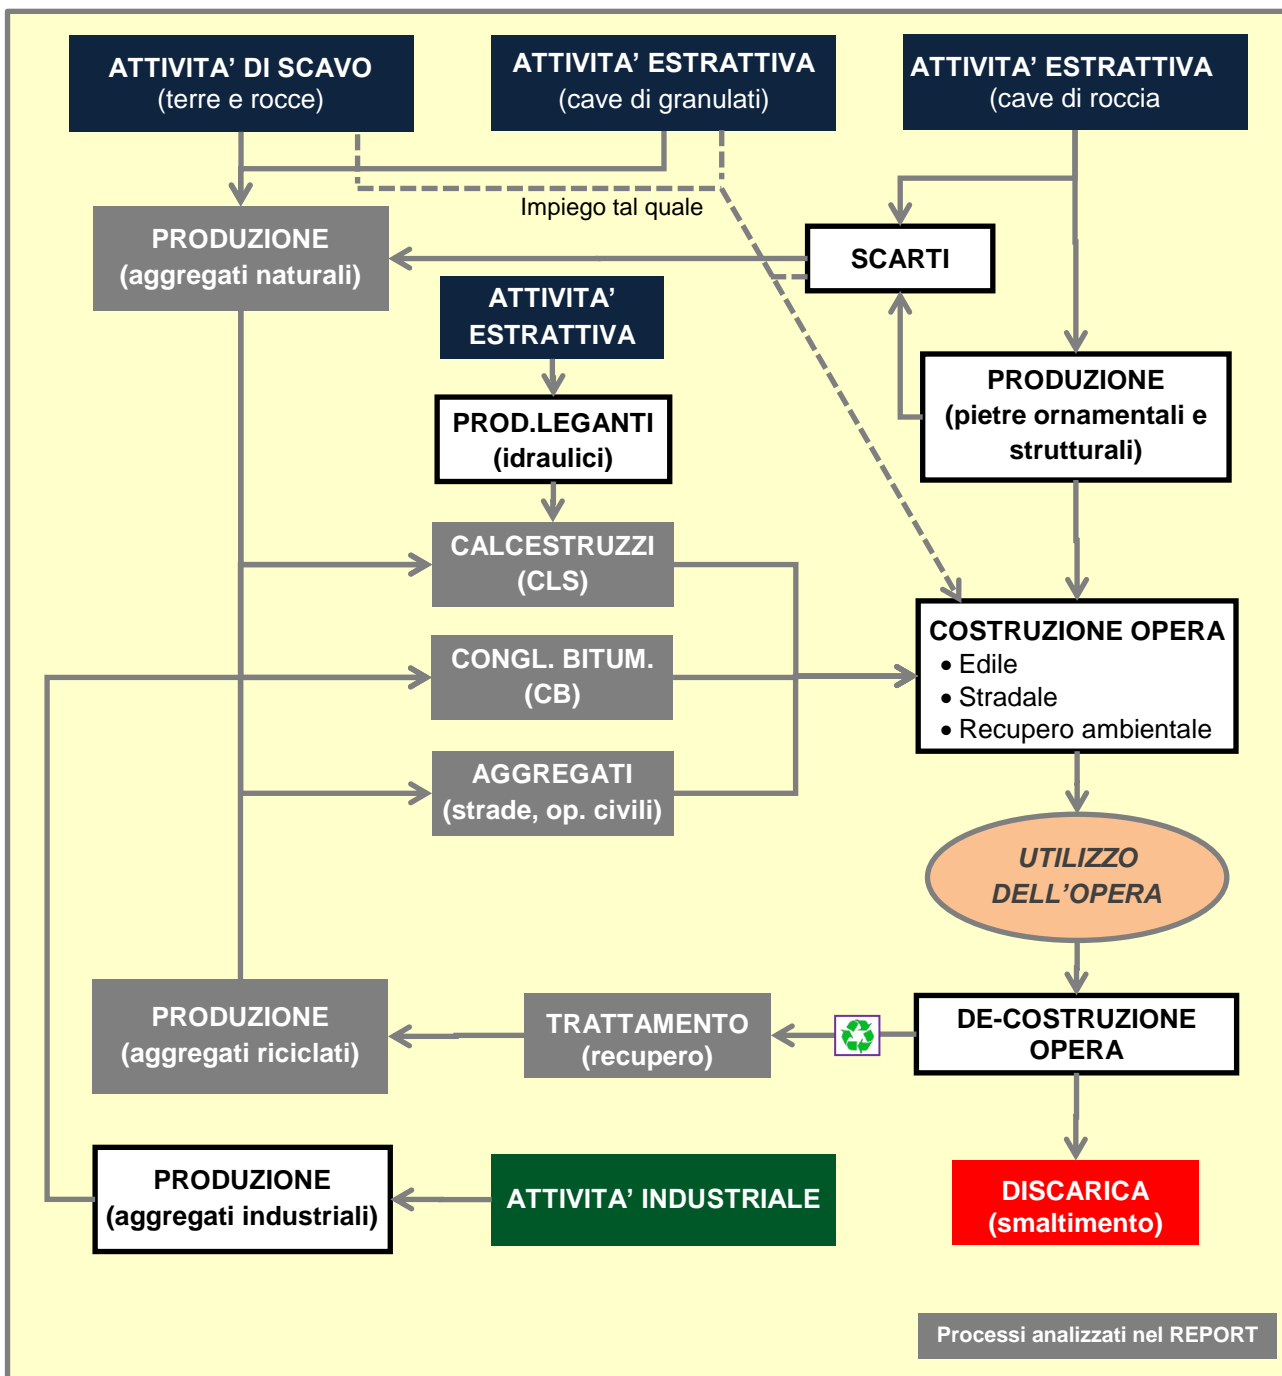 ATTIVITA’ DI SCAVO
(terre e rocce)
ATTIVITA’ ESTRATTIVA
(cave di granulati)
ATTIVITA’ ESTRATTIVA
(cave di roccia
Impiego tal quale
PRODUZIONE
(aggregati naturali)
SCARTI
ATTIVITA’
ESTRATTIVA
PRODUZIONE
(pietre ornamentali e
strutturali)
PROD.LEGANTI
(idraulici)
CALCESTRUZZI
(CLS)
CONGL. BITUM.
(CB)
AGGREGATI
(strade, op. civili)
COSTRUZIONE OPERA
• Edile
• Stradale
• Recupero ambientale
UTILIZZO
DELL’OPERA
DE-COSTRUZIONE
OPERA
TRATTAMENTO
(recupero)
PRODUZIONE
(aggregati riciclati)
PRODUZIONE
(aggregati industriali)
ATTIVITA’ INDUSTRIALE
DISCARICA
(smaltimento)
Processi analizzati nel REPORT